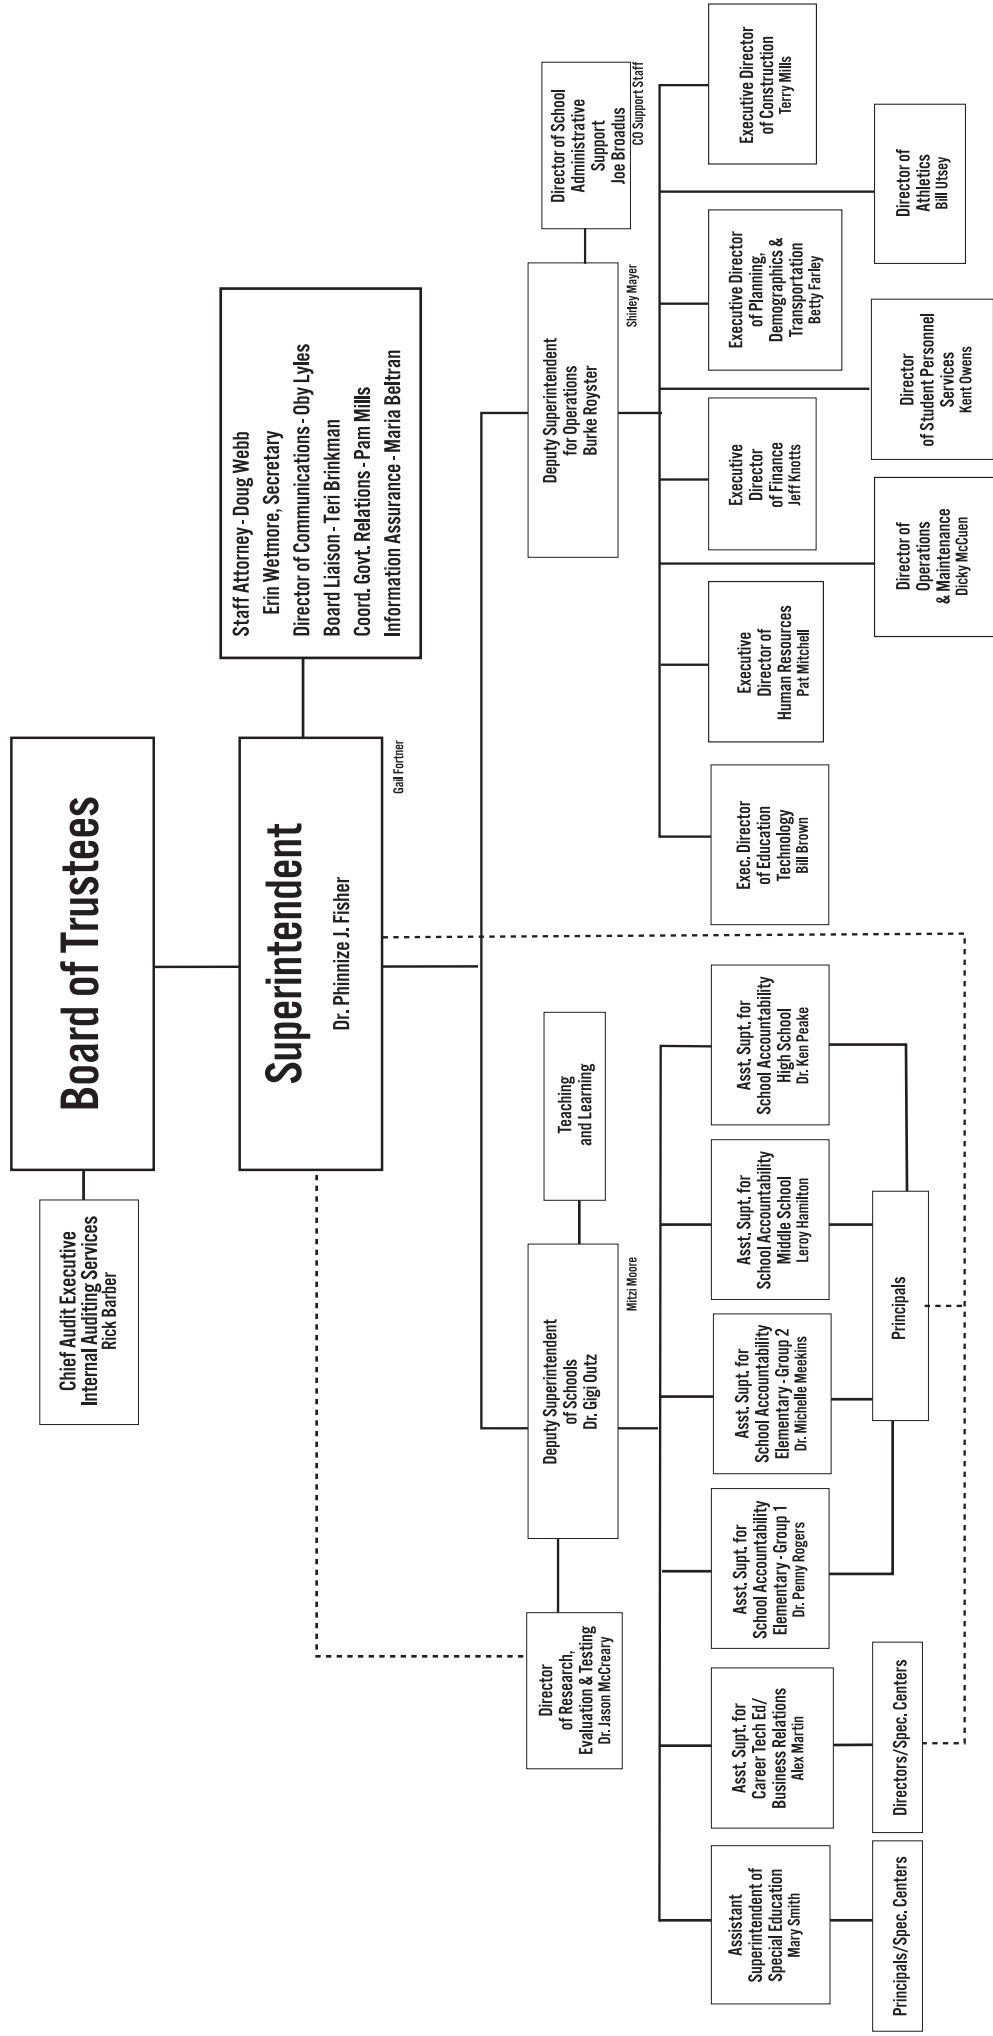 Board of Trustees
Chief Audit Executive
Internal Auditing Services
Rick Barber
Superintendent
Dr. Phinnize J. Fisher
Gail Fortner
Staff Attorney - Doug Webb
Erin Wetmore, Secretary
Director of Communications - Oby Lyles
Board Liaison - Teri Brinkman
Coord. Govt. Relations - Pam Mills
Information Assurance - Maria Beltran
Director
of Research,
Evaluation & Testing
Dr. Jason McCreary
Deputy Superintendent
of Schools
Dr. Gigi Outz
Mitzi Moore
Teaching
and Learning
Deputy Superintendent
for Operations
Burke Royster
Shirley Mayer
Director of School
Administrative
Support
Joe Broadus
CO Support Staff
Assistant
Superintendent of
Special Education
Mary Smith
Asst. Supt. for
Career Tech Ed/
Business Relations
Alex Martin
Asst. Supt. for
School Accountability
Elementary - Group 1
Dr. Penny Rogers
Asst. Supt. for
School Accountability
Elementary - Group 2
Dr. Michelle Meekins
Asst. Supt. for
School Accountability
Middle School
Leroy Hamilton
Asst. Supt. for
School Accountability
High School
Dr. Ken Peake
Exec. Director
of Education
Technology
Bill Brown
Executive
Director of
Human Resources
Pat Mitchell
Executive
Director
of Finance
Jeff Knotts
Executive Director
of Planning,
Demographics &
Transportation
Betty Farley
Executive Director
of Construction
Terry Mills
Principals/Spec. Centers
Directors/Spec. Centers
Principals
Director of
Operations
& Maintenance
Dicky McCuen
Director
of Student Personnel
Services
Kent Owens
Director of
Athletics
Bill Utsey